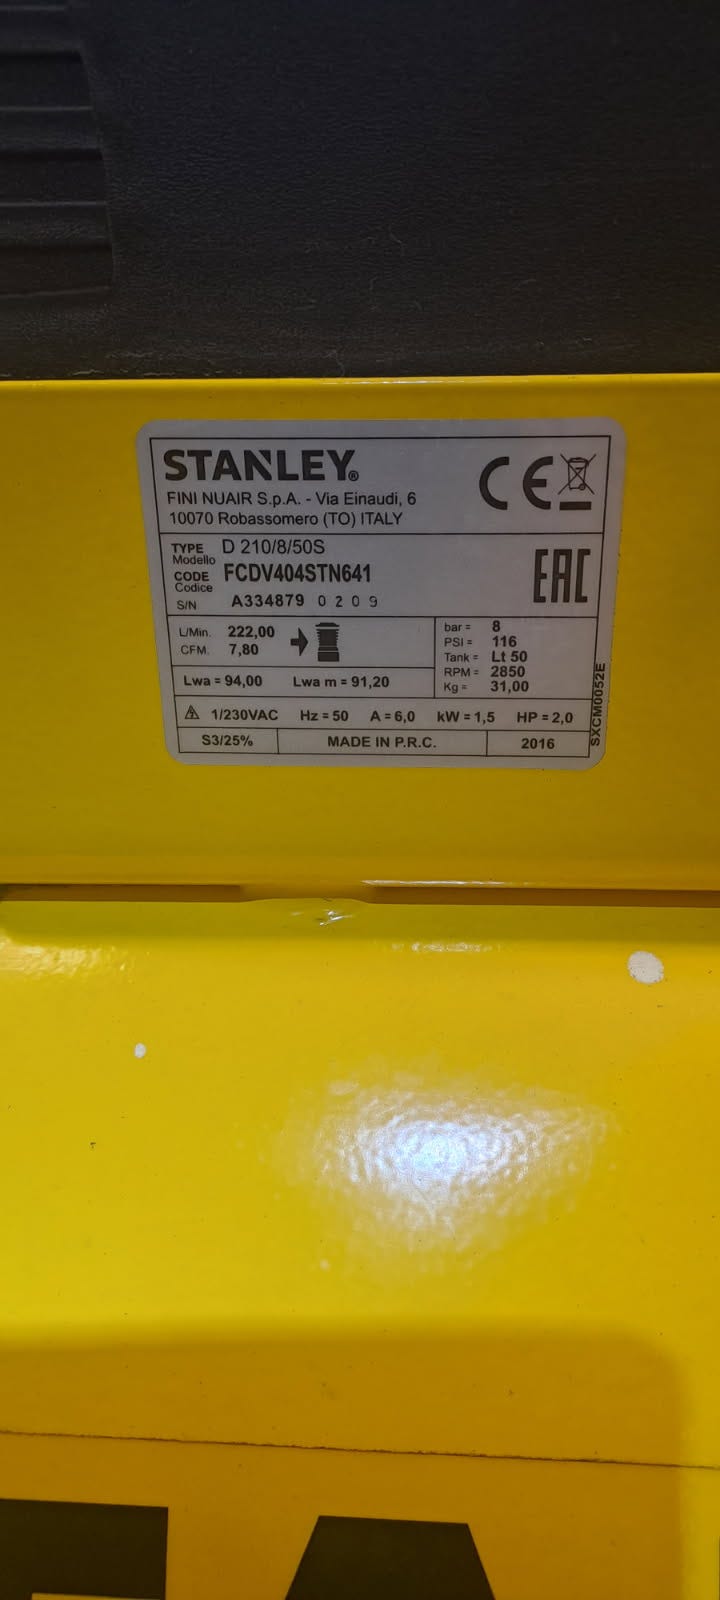 STANLEY®
FINI NUAIR S.p.A. - Via Einaudi, 6
10070 Robassomero (TO) ITALY
CE
TYPE D 210/8/50S
Modello
CODE FCDV404STN641
Codice
S/N A334879 0209
EAC
L/Min. 222,00
CFM. 7,80
bar = 8
PSI = 116
Tank = Lt 50
RPM = 2850
Kg = 31,00
Lwa = 94,00 Lwa m = 91,20
1/230VAC Hz = 50 A = 6,0 kW = 1,5 HP = 2,0
S3/25% MADE IN P.R.C. 2016
SXCM0052E